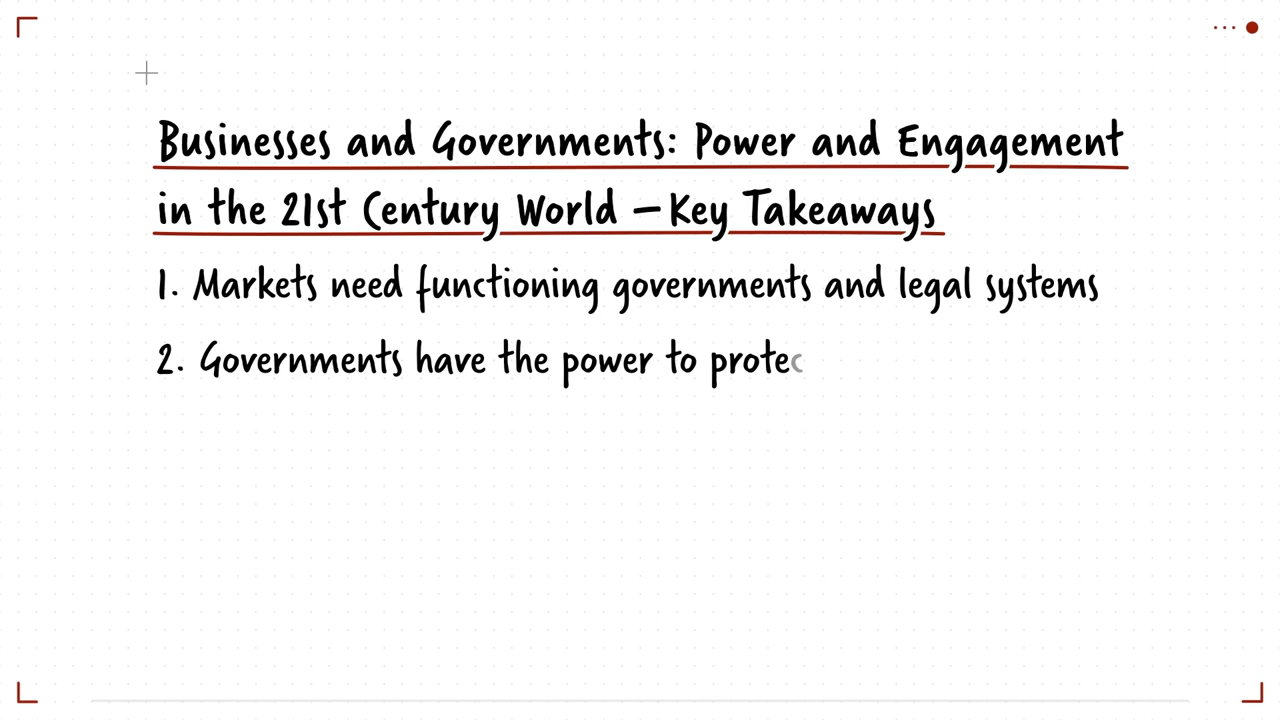 Businesses and Governments: Power and Engagement
in the 21st Century World – Key Takeaways
1. Markets need functioning governments and legal systems
2. Governments have the power to protec